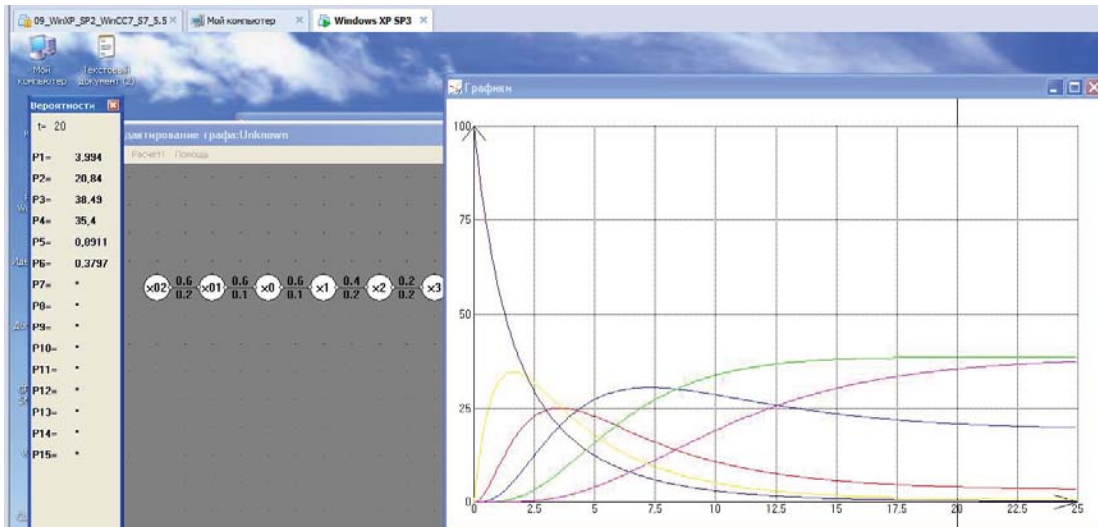 09_WinXP_SP2_WinCC7_S7_5.5 × Мой компьютер × Windows XP SP3 ×
Мой компьютер
Текстовый документ (2)
Вероятности
t= 20
P1= 3,994
P2= 20,84
P3= 38,49
P4= 35,4
P5= 0,8911
P6= 0,3797
P7= *
P8= *
P9= *
P10= *
P11= *
P12= *
P13= *
P14= *
P15= *
дактирование графа:Unknown
Расчет! Помощь
x02 0.6 0.2 x01 0.6 0.1 x0 0.6 0.1 x1 0.4 0.2 x2 0.2 0.2 x3
Графики
100
75
50
25
0
0 2.5 5 7.5 10 12.5 15 17.5 20 22.5 25